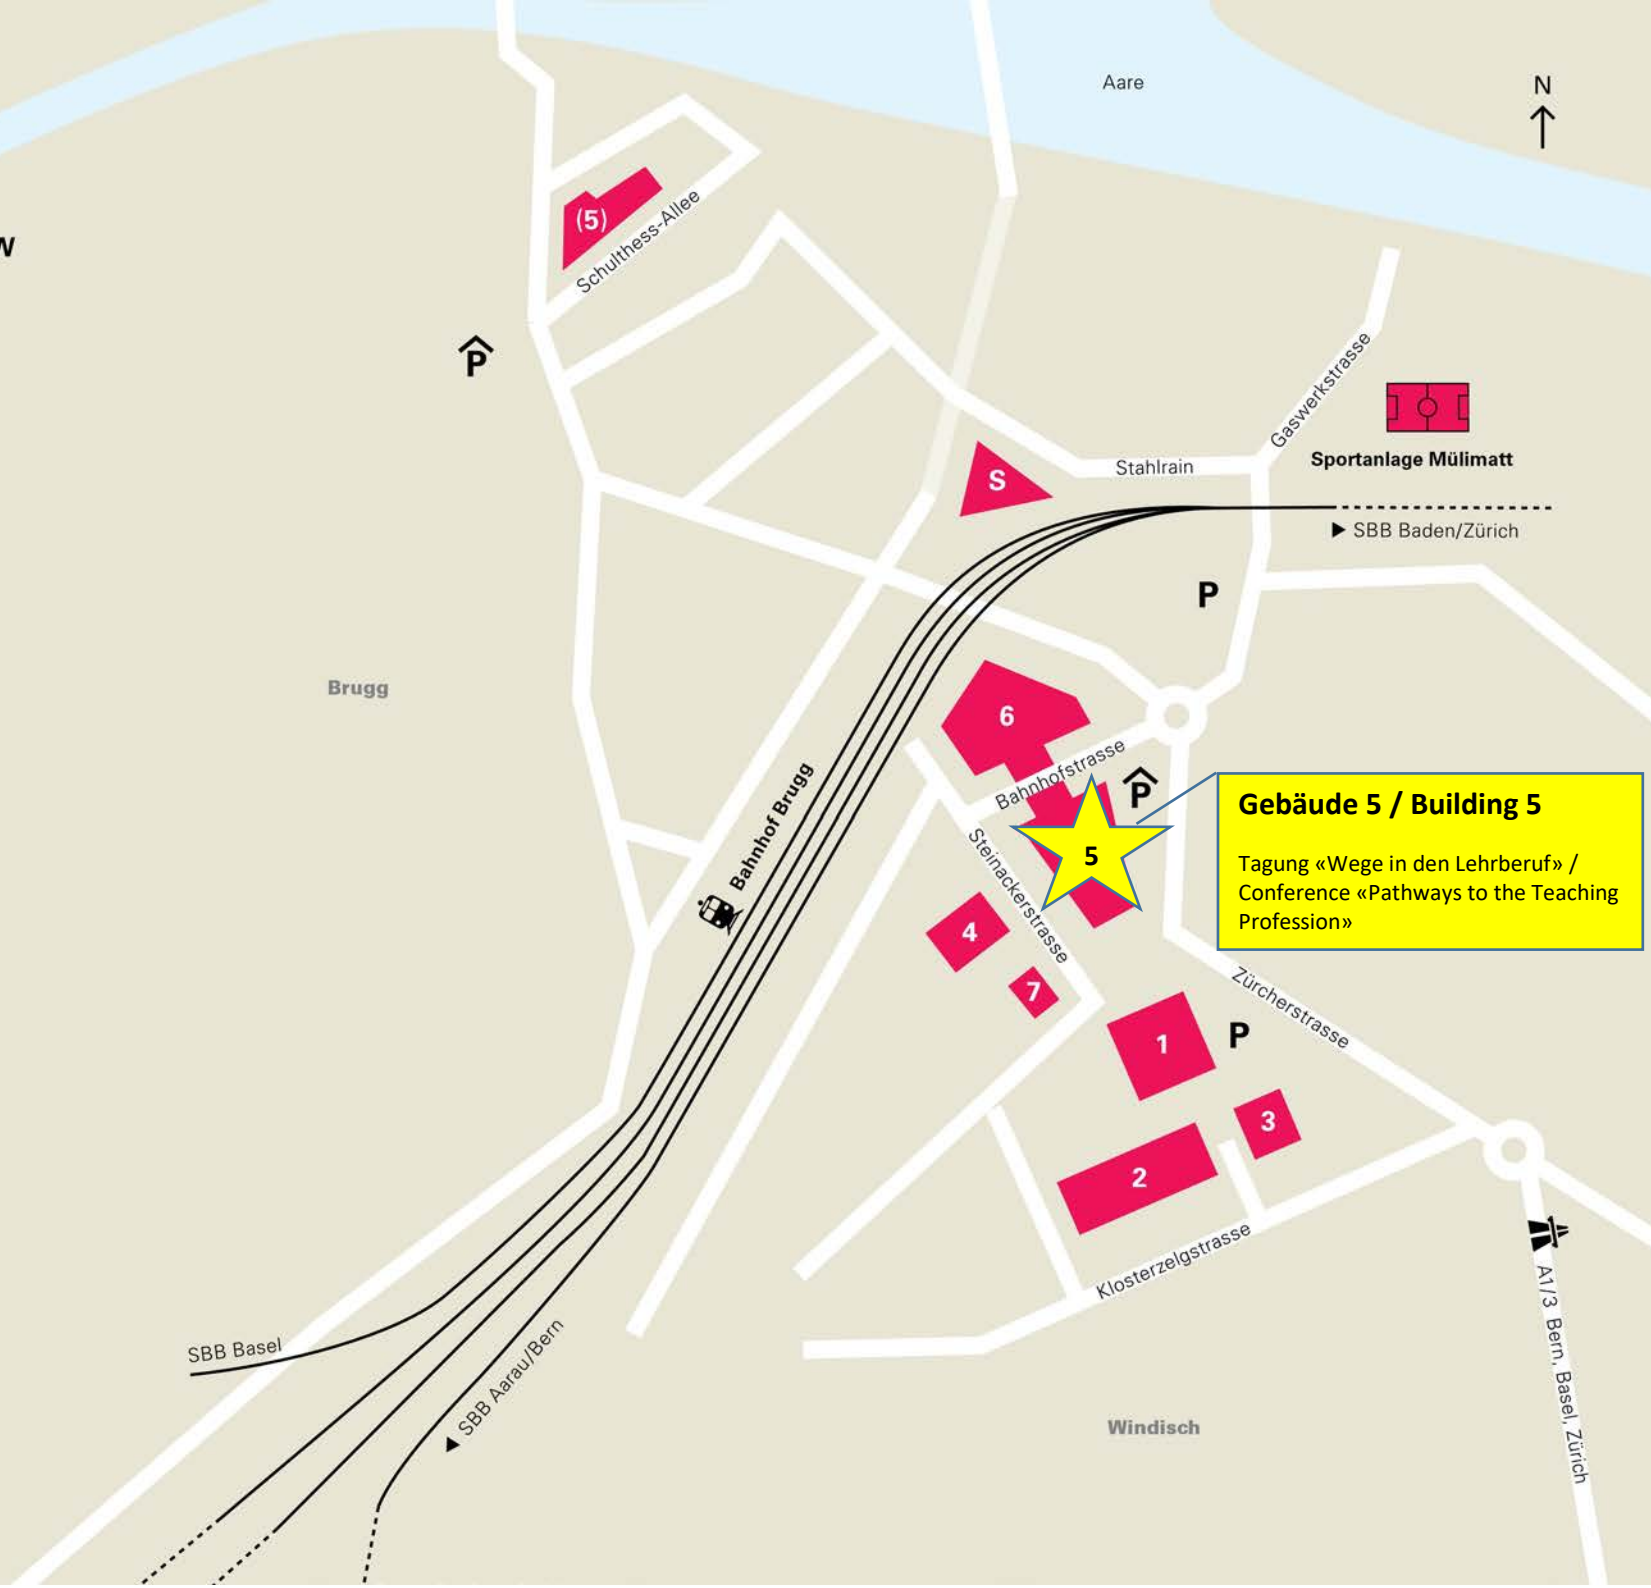 Aare
N
W
(5)
Schulthess-Allee
P
Gaswerkstrasse
Sportanlage Mülimatt
S
Stahlrain
SBB Baden/Zürich
P
Brugg
6
Bahnhofstrasse
P
Bahnhof Brugg
Steinackerstrasse
5
Gebäude 5 / Building 5
Tagung «Wege in den Lehrberuf» /
Conference «Pathways to the Teaching
Profession»
4
7
Zürcherstrasse
1
P
3
2
Klosterzelgstrasse
A1/3 Bern, Basel, Zürich
SBB Basel
SBB Aarau/Bern
Windisch